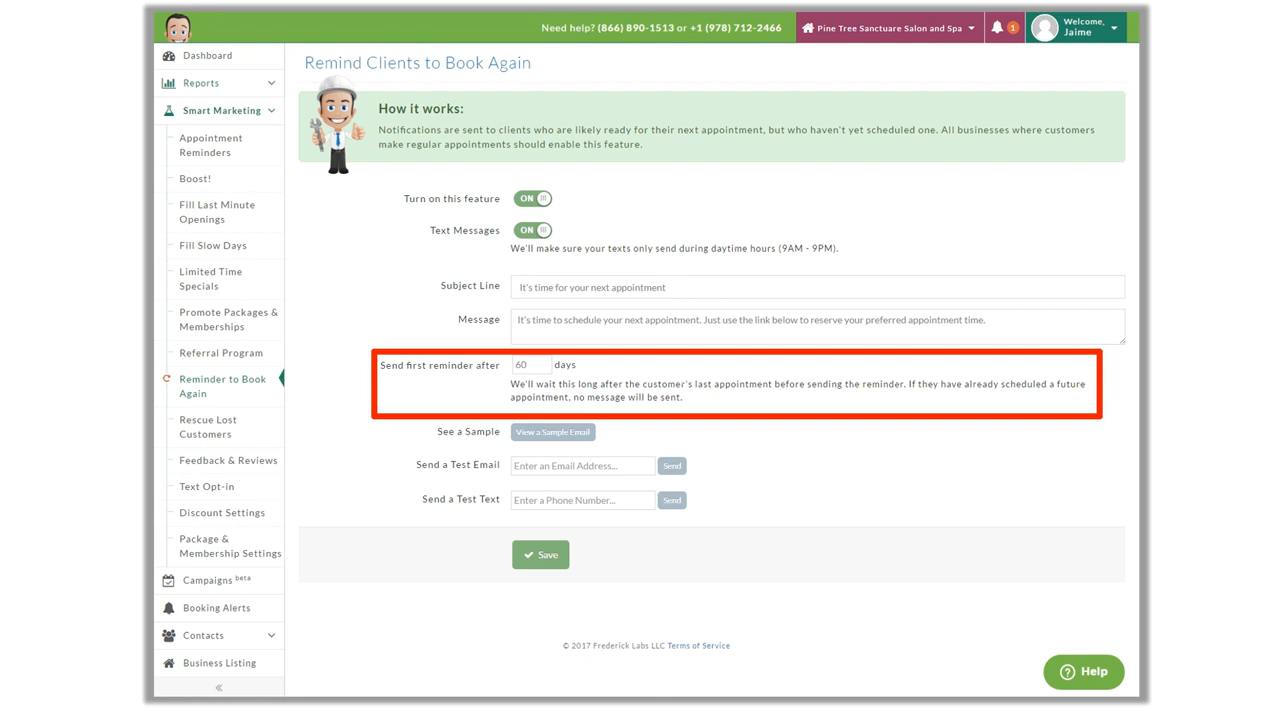 Need help? (866) 890-1513 or +1 (978) 712-2466
Pine Tree Sanctuary Salon and Spa
1
Welcome,
Jaime
Dashboard
Reports
Smart Marketing
Appointment
Reminders
Boost!
Fill Last Minute
Openings
Fill Slow Days
Limited Time
Specials
Promote Packages &
Memberships
Referral Program
Reminder to Book
Again
Rescue Lost
Customers
Feedback & Reviews
Text Opt-in
Discount Settings
Package &
Membership Settings
Campaigns beta
Booking Alerts
Contacts
Business Listing
Remind Clients to Book Again
How it works:
Notifications are sent to clients who are likely ready for their next appointment, but who haven't yet scheduled one. All businesses where customers
make regular appointments should enable this feature.
Turn on this feature ON
Text Messages ON
We'll make sure your texts only send during daytime hours (9AM - 9PM).
Subject Line It's time for your next appointment
Message It's time to schedule your next appointment. Just use the link below to reserve your preferred appointment time.
Send first reminder after 60 days
We'll wait this long after the customer's last appointment before sending the reminder. If they have already scheduled a future
appointment, no message will be sent.
See a Sample View a Sample Email
Send a Test Email Enter an Email Address... Send
Send a Test Text Enter a Phone Number... Send
Save
© 2017 Frederick Labs LLC Terms of Service
Help